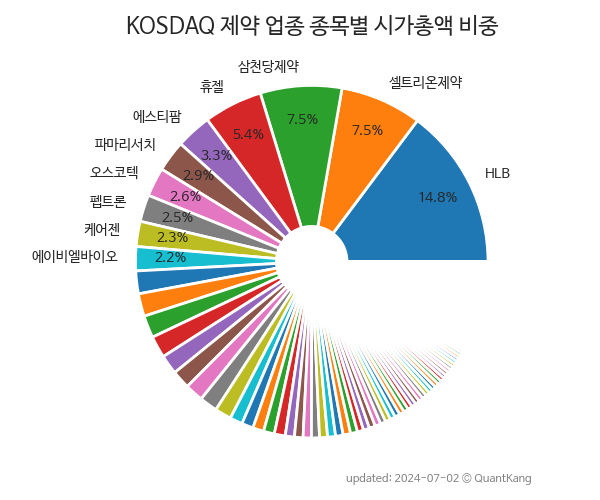 KOSDAQ 제약 업종 종목별 시가총액 비중
HLB
14.8%
셀트리온제약
7.5%
삼천당제약
7.5%
휴젤
5.4%
에스티팜
3.3%
파마리서치
2.9%
오스코텍
2.6%
펩트론
2.5%
케어젠
2.3%
에이비엘바이오
2.2%
updated: 2024-07-02 © QuantKang